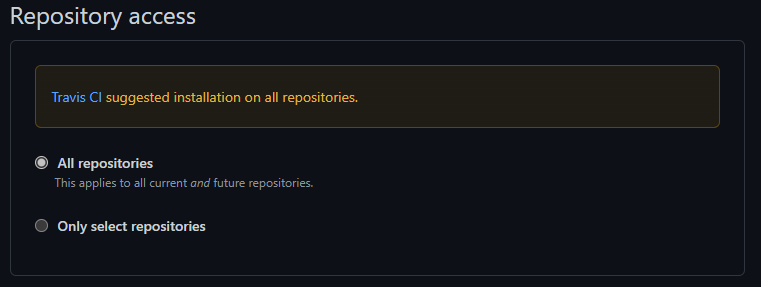 Repository access
Travis CI suggested installation on all repositories.
All repositories
This applies to all current and future repositories.
Only select repositories